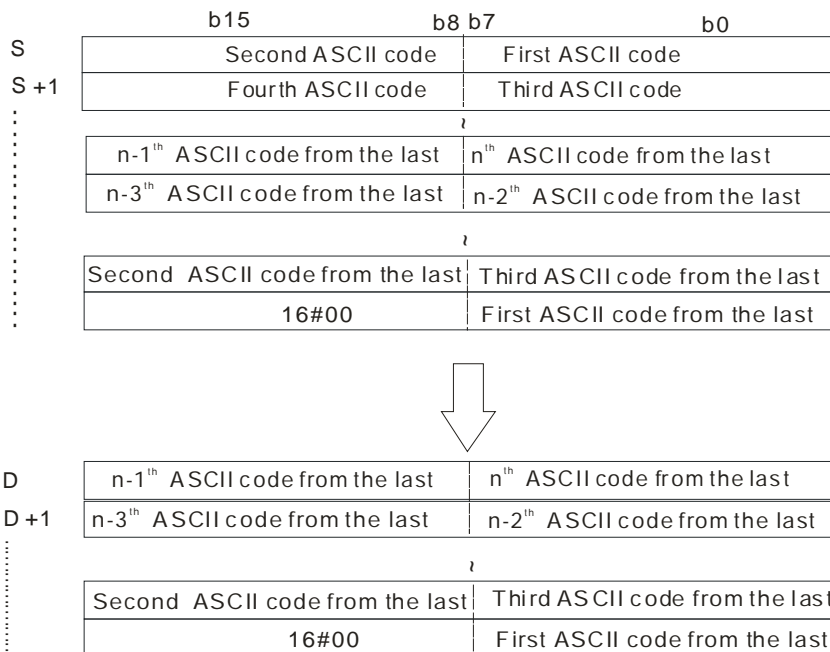 b15 b8 b7 b0
S Second ASCII code First ASCII code
S +1 Fourth ASCII code Third ASCII code
n-1th ASCII code from the last nth ASCII code from the last
n-3th ASCII code from the last n-2th ASCII code from the last
Second ASCII code from the last Third ASCII code from the last
16#00 First ASCII code from the last
D n-1th ASCII code from the last nth ASCII code from the last
D +1 n-3th ASCII code from the last n-2th ASCII code from the last
Second ASCII code from the last Third ASCII code from the last
16#00 First ASCII code from the last